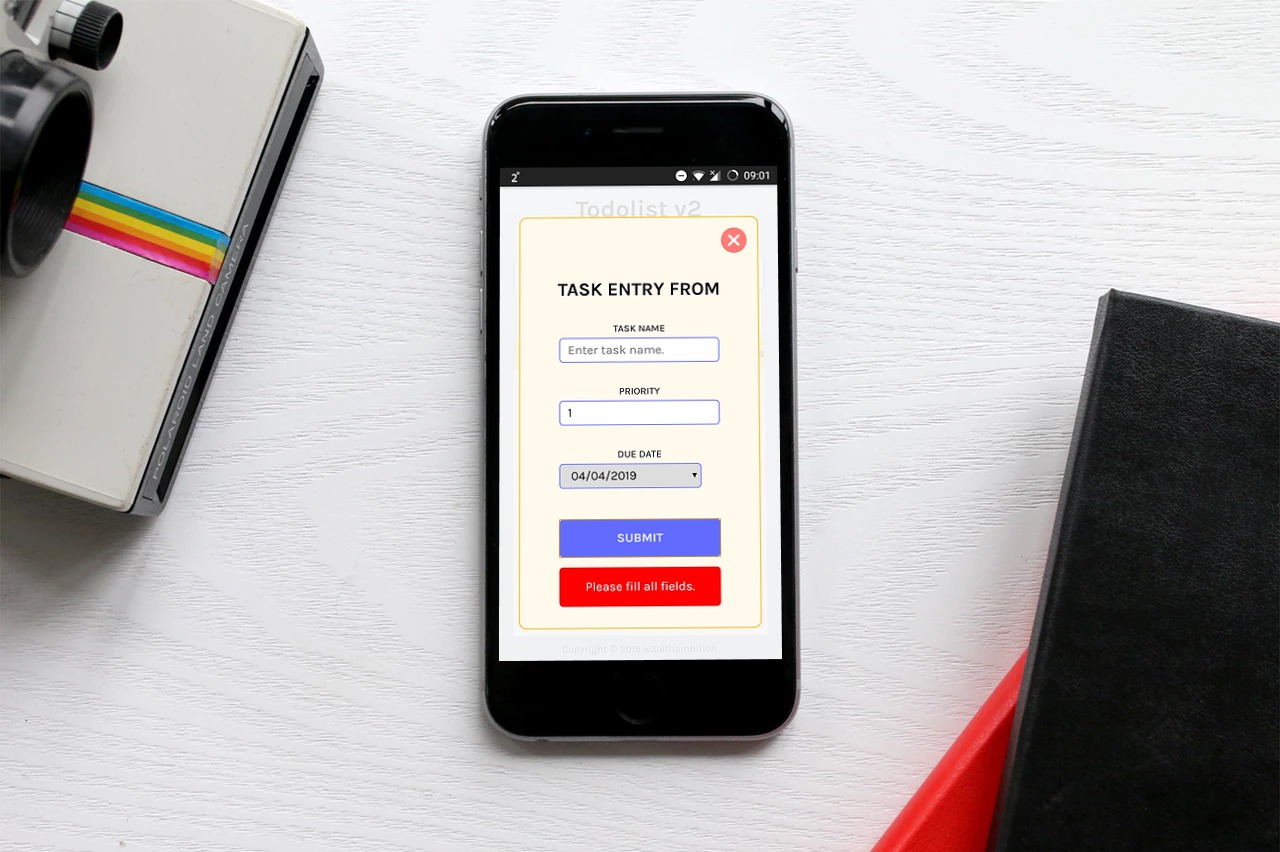 POLAROID LAND CAMERA
2°
09:01
Todolist v2
TASK ENTRY FROM
TASK NAME
Enter task name.
PRIORITY
1
DUE DATE
04/04/2019
SUBMIT
Please fill all fields.
Copyright © 2019 w3althambition.